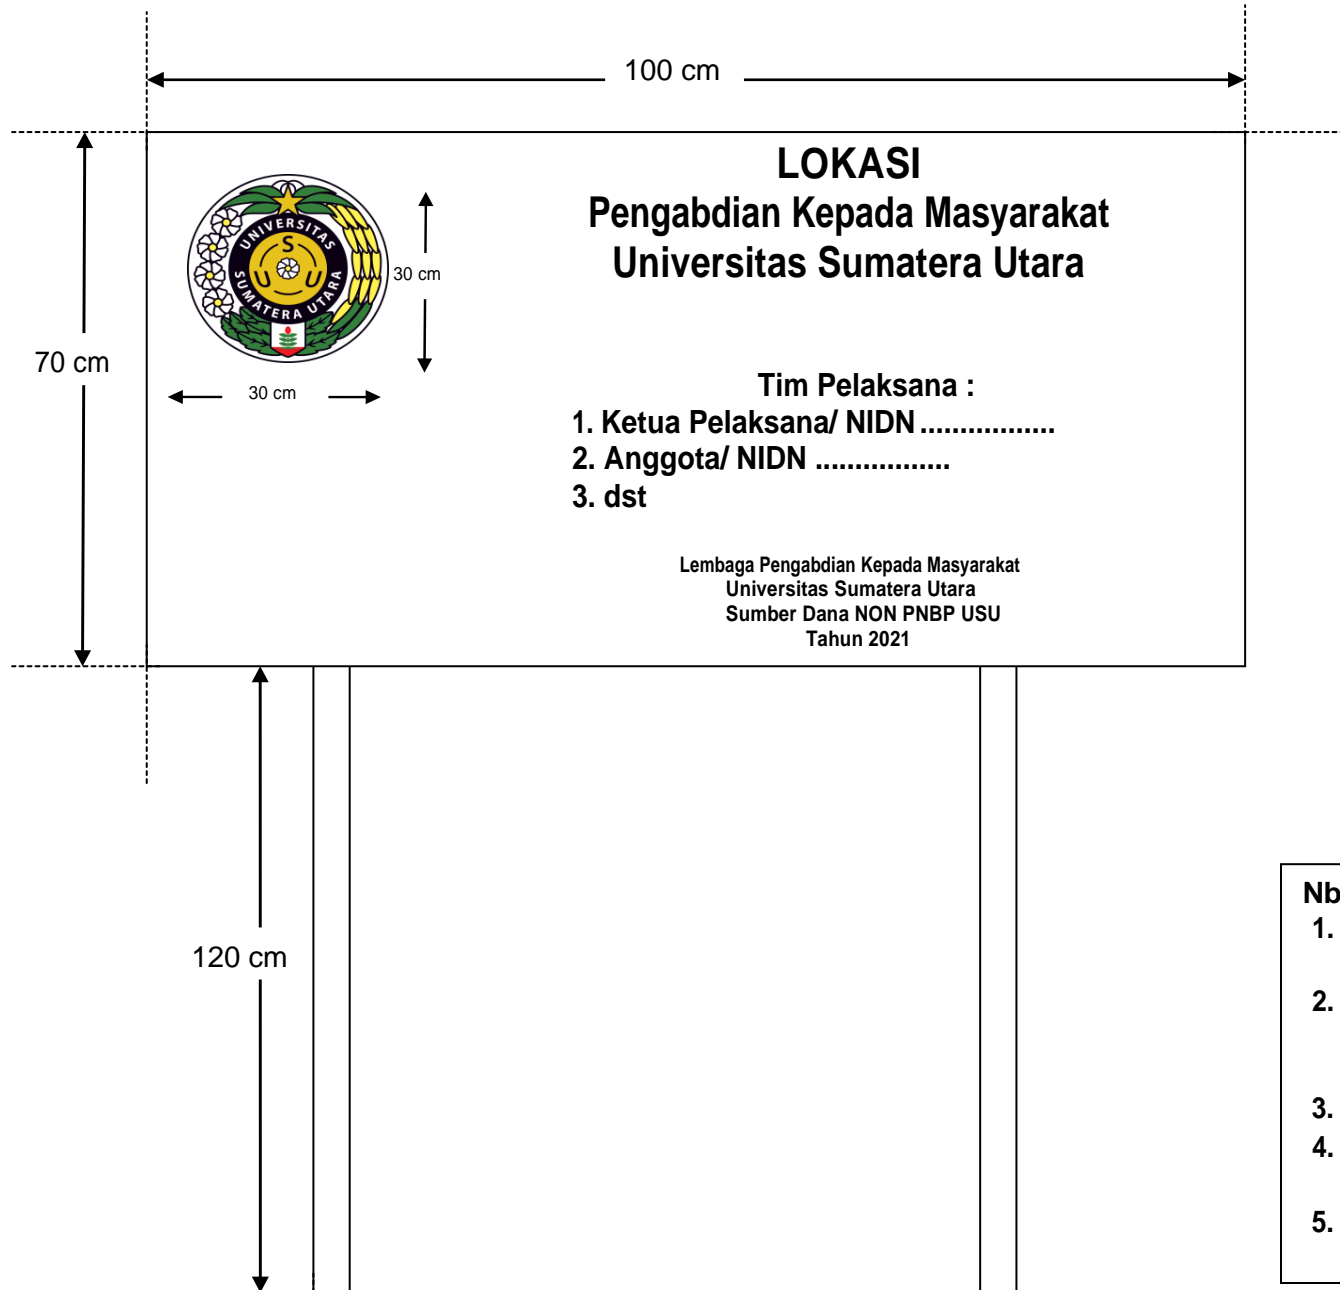 100 cm
LOKASI
Pengabdian Kepada Masyarakat
Universitas Sumatera Utara
UNIVERSITAS
SUMATERA UTARA
S
U U
30 cm
30 cm
70 cm
Tim Pelaksana :
1. Ketua Pelaksana/ NIDN .................
2. Anggota/ NIDN .................
3. dst
Lembaga Pengabdian Kepada Masyarakat
Universitas Sumatera Utara
Sumber Dana NON PNBP USU
Tahun 2021
120 cm
Nb
1.
2.
3.
4.
5.